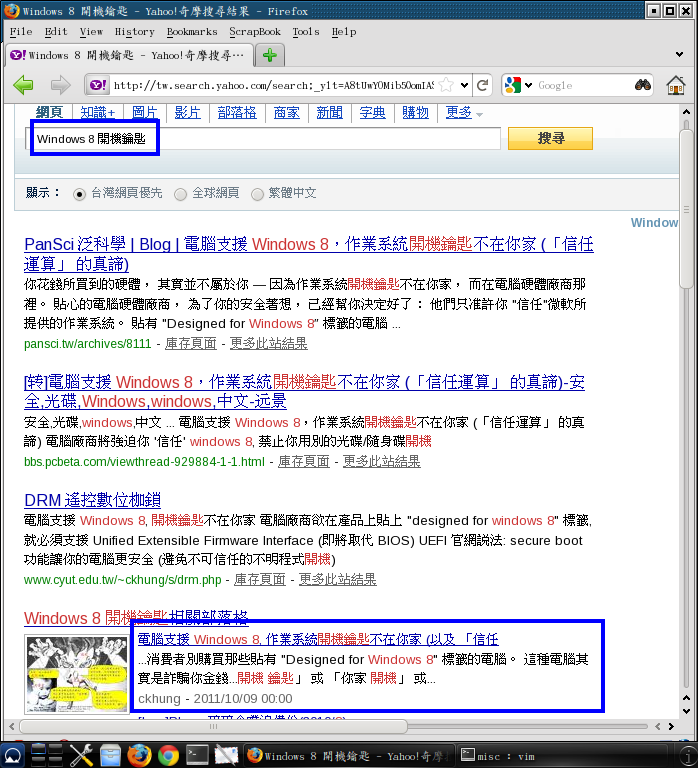 Windows 8 開機鑰匙 - Yahoo!奇摩搜尋結果 - Firefox
File Edit View History Bookmarks ScrapBook Tools Help
Windows 8 開機鑰匙 - Yahoo!奇摩搜尋…
http://tw.search.yahoo.com/search;_ylt=A8tUwYOMib5OomIAS
Google
網頁 知識+ 圖片 影片 部落格 商家 新聞 字典 購物 更多
Windows 8 開機鑰匙
搜尋
顯示： 台灣網頁優先 全球網頁 繁體中文
Window
PanSci 泛科學 | Blog | 電腦支援 Windows 8，作業系統開機鑰匙不在你家 (「信任
運算」 的真諦)
你花錢所買到的硬體， 其實並不屬於你 — 因為作業系統開機鑰匙不在你家， 而在電腦硬體廠商那
裡。 貼心的電腦硬體廠商， 為了你的安全著想， 已經幫你決定好了： 他們只准許你 "信任"微軟所
提供的作業系統。 貼有 "Designed for Windows 8" 標籤的電腦 ...
pansci.tw/archives/8111 - 庫存頁面 - 更多此站結果
[转]電腦支援 Windows 8，作業系統開機鑰匙不在你家 (「信任運算」 的真諦)-安
全,光碟,Windows,windows,中文-远景
安全,光碟,windows,中文 ... 電腦支援 Windows 8，作業系統開機鑰匙不在你家 (「信任運算」 的真
諦) 電腦廠商將強迫你 '信任' windows 8, 禁止你用別的光碟/隨身碟開機
bbs.pcbeta.com/viewthread-929884-1-1.html - 庫存頁面 - 更多此站結果
DRM 遙控數位枷鎖
電腦支援 Windows 8, 開機鑰匙不在你家 電腦廠商欲在產品上貼上 "designed for windows 8" 標籤,
就必須支援 Unified Extensible Firmware Interface (即將取代 BIOS) UEFI 官網說法: secure boot
功能讓你的電腦更安全 (避免不可信任的不明程式開機)
www.cyut.edu.tw/~ckhung/s/drm.php - 庫存頁面 - 更多此站結果
Windows 8 開機鑰匙相關部落格
電腦支援 Windows 8, 作業系統開機鑰匙不在你家 (以及 「信任
...消費者別購買那些貼有 "Designed for Windows 8" 標籤的電腦。 這種電腦其
實是詐騙你金錢...開機 鑰匙」 或 「你家 開機」 或...
ckhung - 2011/10/09 00:00
Windows 8 開機鑰匙 - Yahoo!奇摩
misc : vim